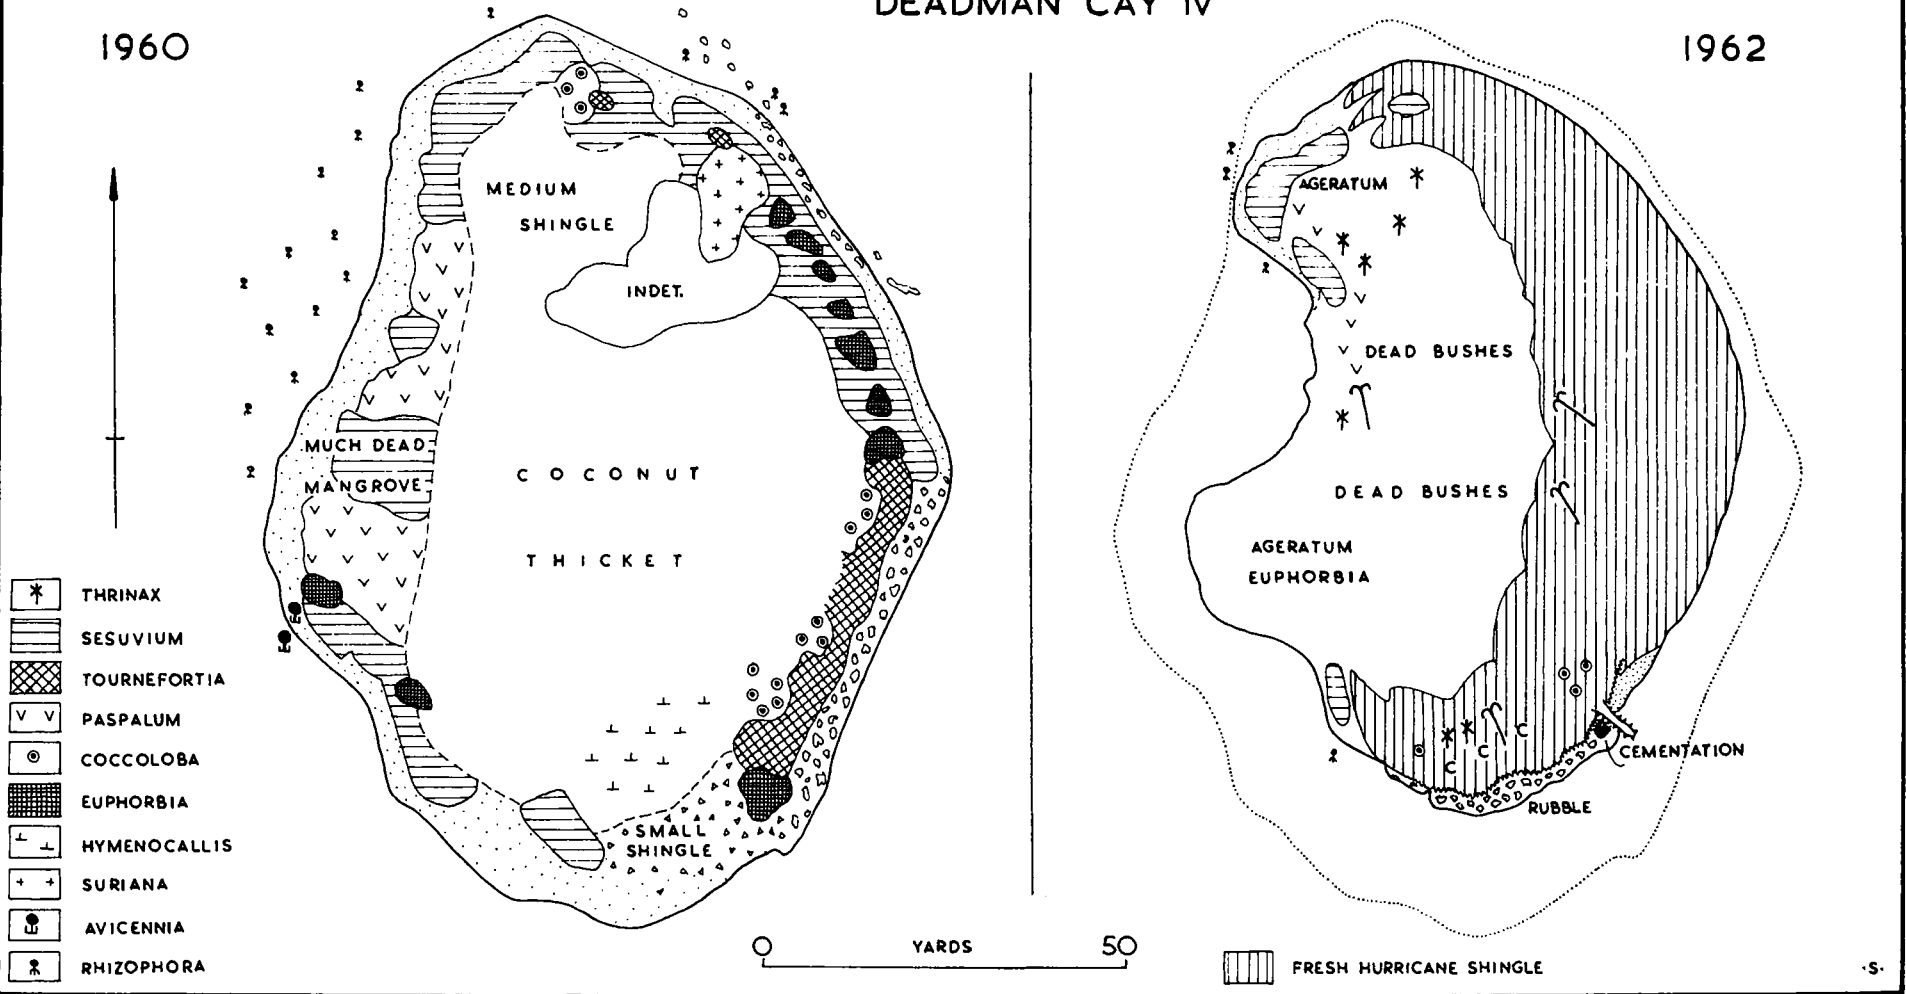 DEADMAN CAY IV
1960
1962
MEDIUM
SHINGLE
INDET.
MUCH DEAD
MANGROVE
COCONUT
THICKET
SMALL
SHINGLE
AGERATUM
DEAD BUSHES
DEAD BUSHES
AGERATUM
EUPHORBIA
C
C
C
CEMENTATION
RUBBLE
THRINAX
SESUVIUM
TOURNEFORTIA
PASPALUM
COCCOLOBA
EUPHORBIA
HYMENOCALLIS
SURIANA
AVICENNIA
RHIZOPHORA
0 YARDS 50
FRESH HURRICANE SHINGLE
·S·